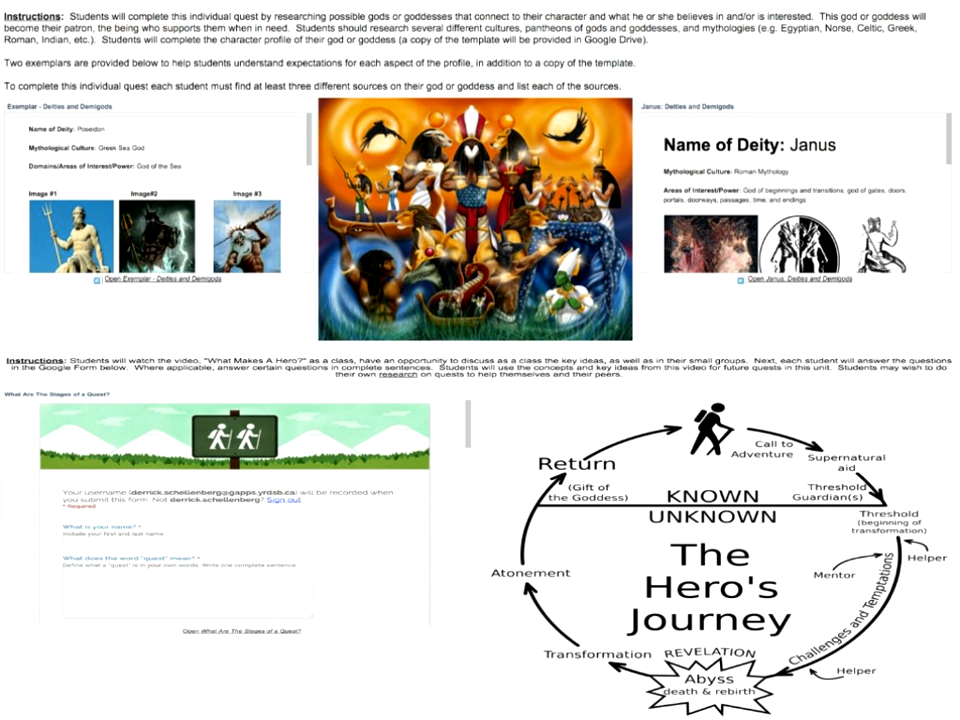 Instructions: Students will complete this individual quest by researching possible gods or goddesses that connect to their character and what he or she believes in and/or is interested. This god or goddess will
become their patron, the being who supports them when in need. Students should research several different cultures, pantheons of gods and goddesses, and mythologies (e.g. Egyptian, Norse, Celtic, Greek,
Roman, Indian, etc.). Students will complete the character profile of their god or goddess (a copy of the template will be provided in Google Drive).
Two exemplars are provided below to help students understand expectations for each aspect of the profile, in addition to a copy of the template.
To complete this individual quest each student must find at least three different sources on their god or goddess and list each of the sources.
Exemplar - Deities and Demigods
Name of Deity: Poseidon
Mythological Culture: Greek Sea God
Domains/Areas of Interest/Power: God of the Sea
Image #1 Image#2 Image #3
Open Exemplar - Deities and Demigods
Janus: Deities and Demigods
Name of Deity: Janus
Mythological Culture: Roman Mythology
Areas of Interest/Power: God of beginnings and transitions, god of gates, doors,
portals, doorways, passages, time, and endings
Open Janus, Deities and Demigods
Instructions: Students will watch the video, "What Makes A Hero?" as a class, have an opportunity to discuss as a class the key ideas, as well as in their small groups. Next, each student will answer the questions
in the Google Form below. Where applicable, answer certain questions in complete sentences. Students will use the concepts and key ideas from this video for future quests in this unit. Students may wish to do
their own research on quests to help themselves and their peers.
What Are The Stages of a Quest?
Your username (derrick.schellenberg@gapps.yrdsb.ca) will be recorded when
you submit this form. Not derrick.schellenberg? Sign out
* Required
What is your name? *
Include your first and last name
What does the word "quest" mean? *
Define what a "quest" is in your own words. Write one complete sentence
Open What Are The Stages of a Quest?
Call to
Adventure
Supernatural
aid
Threshold
Guardian(s)
Return
(Gift of
the Goddess)
KNOWN
UNKNOWN
Threshold
(beginning of
transformation)
Helper
Mentor
The
Hero's
Journey
Challenges and Temptations
Helper
Atonement
Transformation
REVELATION
Abyss
death & rebirth